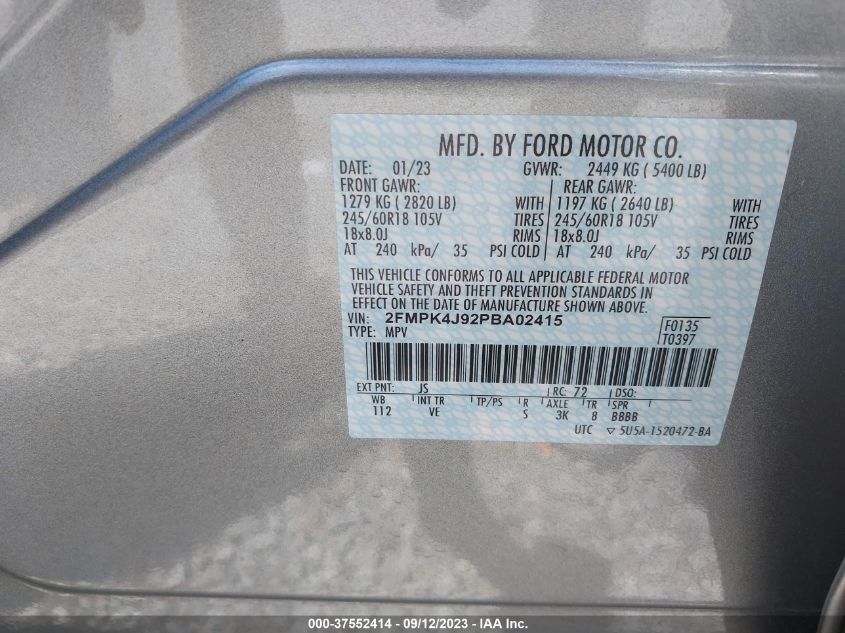 MFD. BY FORD MOTOR CO.
DATE: 01/23 GVWR: 2449 KG ( 5400 LB)
FRONT GAWR: REAR GAWR:
1279 KG ( 2820 LB) WITH 1197 KG ( 2640 LB) WITH
245/60R18 105V TIRES 245/60R18 105V TIRES
18x8.0J RIMS 18x8.0J RIMS
AT 240 kPa/ 35 PSI COLD AT 240 kPa/ 35 PSI COLD
THIS VEHICLE CONFORMS TO ALL APPLICABLE FEDERAL MOTOR
VEHICLE SAFETY AND THEFT PREVENTION STANDARDS IN
EFFECT ON THE DATE OF MANUFACTURE SHOWN ABOVE.
VIN: 2FMPK4J92PBA02415 F0135
TYPE: MPV T0397
EXT PNT: JS RC: 72 DSO:
WB INT TR TP/PS R AXLE TR SPR
112 VE S 3K 8 BBBB
UTC ▽ 5U5A-1520472-BA
000-37552414 - 09/12/2023 - IAA Inc.